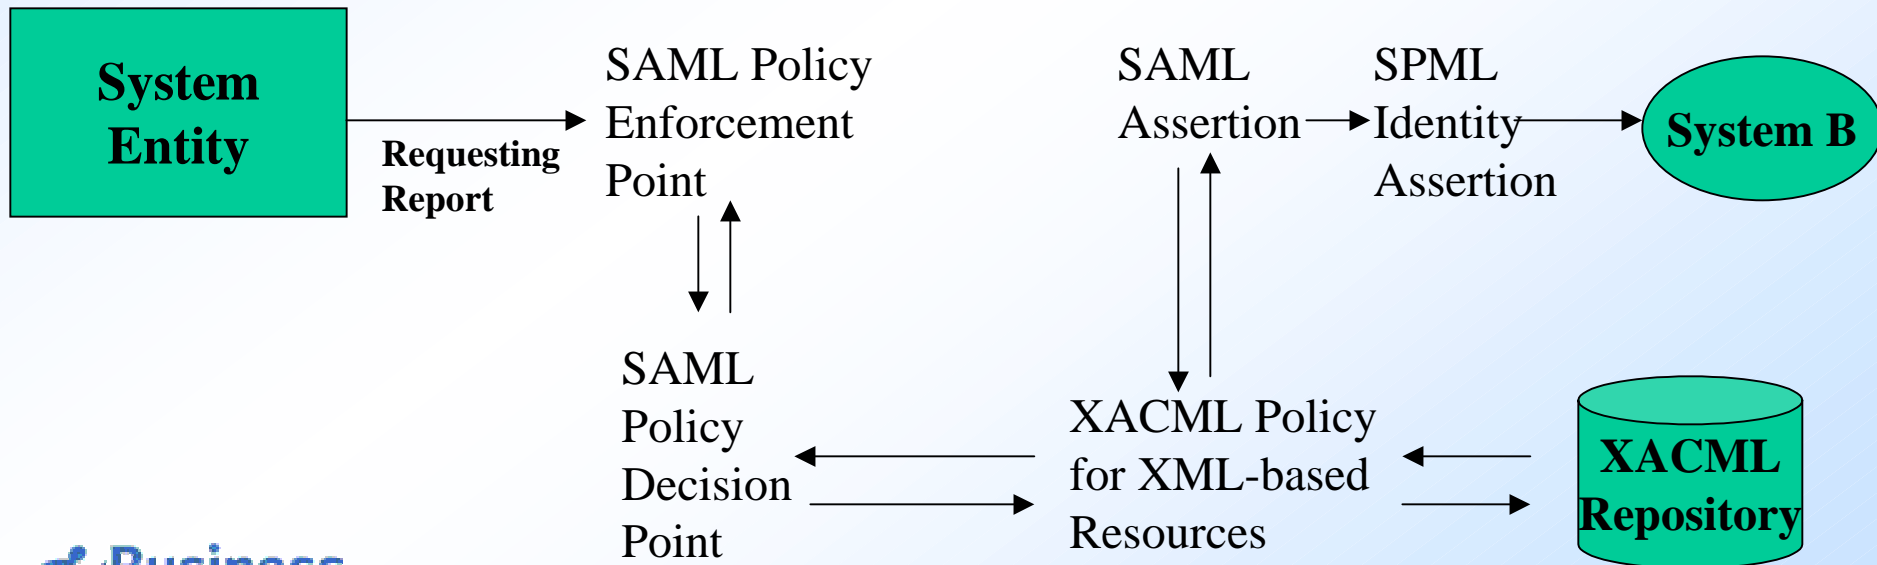 System
Entity
Requesting
Report
SAML Policy
Enforcement
Point
SAML
Assertion
SPML
Identity
Assertion
System B
SAML
Policy
Decision
Point
XACML Policy
for XML-based
Resources
XACML
Repository
Business